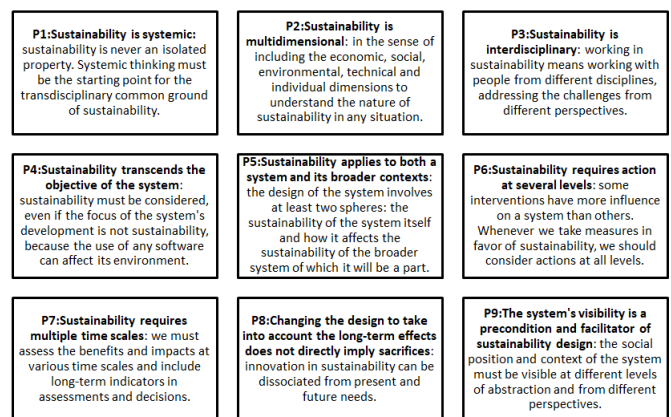 P1:Sustainability is systemic:
sustainability is never an isolated
property. Systemic thinking must
be the starting point for the
transdisciplinary common ground
of sustainability.
P2:Sustainability is
multidimensional: in the sense of
including the economic, social,
environmental, technical and
individual dimensions to
understand the nature of
sustainability in any situation.
P3:Sustainability is
interdisciplinary: working in
sustainability means working with
people from different disciplines,
addressing the challenges from
different perspectives.
P4:Sustainability transcends the
objective of the system:
sustainability must be considered,
even if the focus of the system's
development is not sustainability,
because the use of any software
can affect its environment.
P5:Sustainability applies to both a
system and its broader contexts:
the design of the system involves
at least two spheres: the
sustainability of the system itself
and how it affects the
sustainability of the broader
system of which it will be a part.
P6:Sustainability requires action
at several levels: some
interventions have more influence
on a system than others.
Whenever we take measures in
favor of sustainability, we should
consider actions at all levels.
P7:Sustainability requires
multiple time scales: we must
assess the benefits and impacts at
various time scales and include
long-term indicators in
assessments and decisions.
P8:Changing the design to take
into account the long-term effects
does not directly imply sacrifices:
innovation in sustainability can be
dissociated from present and
future needs.
P9:The system's visibility is a
precondition and facilitator of
sustainability design: the social
position and context of the system
must be visible at different levels
of abstraction and from different
perspectives.